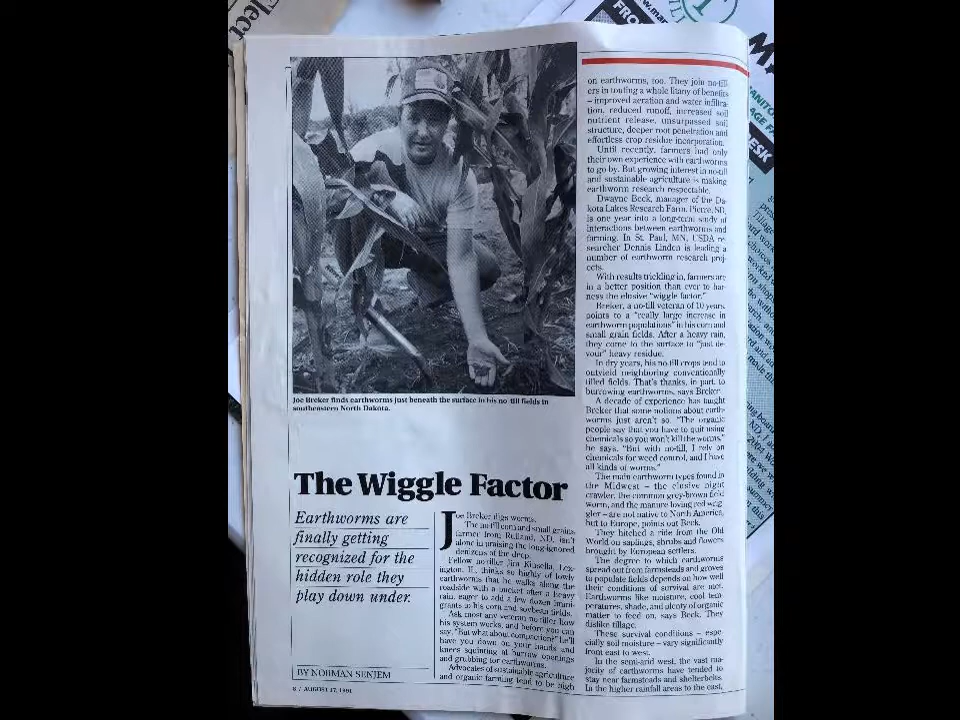 Joe Breker finds earthworms just beneath the surface in his no-till fields in
southeastern North Dakota.
The Wiggle Factor
Earthworms are
finally getting
recognized for the
hidden role they
play down under.
BY NORMAN SENJEM
Joe Breker digs worms.
The no-till corn and small grains
farmer from Rutland, ND, isn't
alone in praising the long-ignored
denizens of the deep.
Fellow no-tiller Jim Kinsella, Lex-
ington, IL, thinks so highly of lowly
earthworms that he walks along the
roadside with a bucket after a heavy
rain, eager to add a few dozen immi-
grants to his corn and soybean fields.
Ask most any veteran no-tiller how
his system works, and before you can
say, "But what about compaction?" he'll
have you down on your hands and
knees squinting at burrow openings
and grubbing for earthworms.
Advocates of sustainable agriculture
and organic farming tend to be high
8 / AUGUST 17, 1991
on earthworms, too. They join no-till-
ers in touting a whole litany of benefits
– improved aeration and water infiltra-
tion, reduced runoff, increased soil
nutrient release, unsurpassed soil
structure, deeper root penetration and
effortless crop residue incorporation.
Until recently, farmers had only
their own experience with earthworms
to go by. But growing interest in no-till
and sustainable agriculture is making
earthworm research respectable.
Dwayne Beck, manager of the Da-
kota Lakes Research Farm, Pierre, SD,
is one year into a long-term study of
interactions between earthworms and
farming. In St. Paul, MN, USDA re-
searcher Dennis Linden is leading a
number of earthworm research proj-
ects.
With results trickling in, farmers are
in a better position than ever to har-
ness the elusive "wiggle factor."
Breker, a no-till veteran of 10 years,
points to a "really large increase in
earthworm populations" in his corn and
small grain fields. After a heavy rain,
they come to the surface to "just de-
vour" heavy residue.
In dry years, his no-till crops tend to
outyield neighboring conventionally
tilled fields. That's thanks, in part, to
burrowing earthworms, says Breker.
A decade of experience has taught
Breker that some notions about earth-
worms just aren't so. "The organic
people say that you have to quit using
chemicals so you won't kill the worms,"
he says. "But with no-till, I rely on
chemicals for weed control, and I have
all kinds of worms."
The main earthworm types found in
the Midwest – the elusive night
crawler, the common grey-brown field
worm, and the manure loving red wig-
gler – are not native to North America,
but to Europe, points out Beck.
They hitched a ride from the Old
World on saplings, shrubs and flowers
brought by European settlers.
The degree to which earthworms
spread out from farmsteads and groves
to populate fields depends on how well
their conditions of survival are met.
Earthworms like moisture, cool tem-
peratures, shade, and plenty of organic
matter to feed on, says Beck. They
dislike tillage.
These survival conditions – espe-
cially soil moisture – vary significantly
from east to west.
In the semi-arid west, the vast ma-
jority of earthworms have tended to
stay near farmsteads and shelterbelts.
In the higher rainfall areas to the east,
DESK